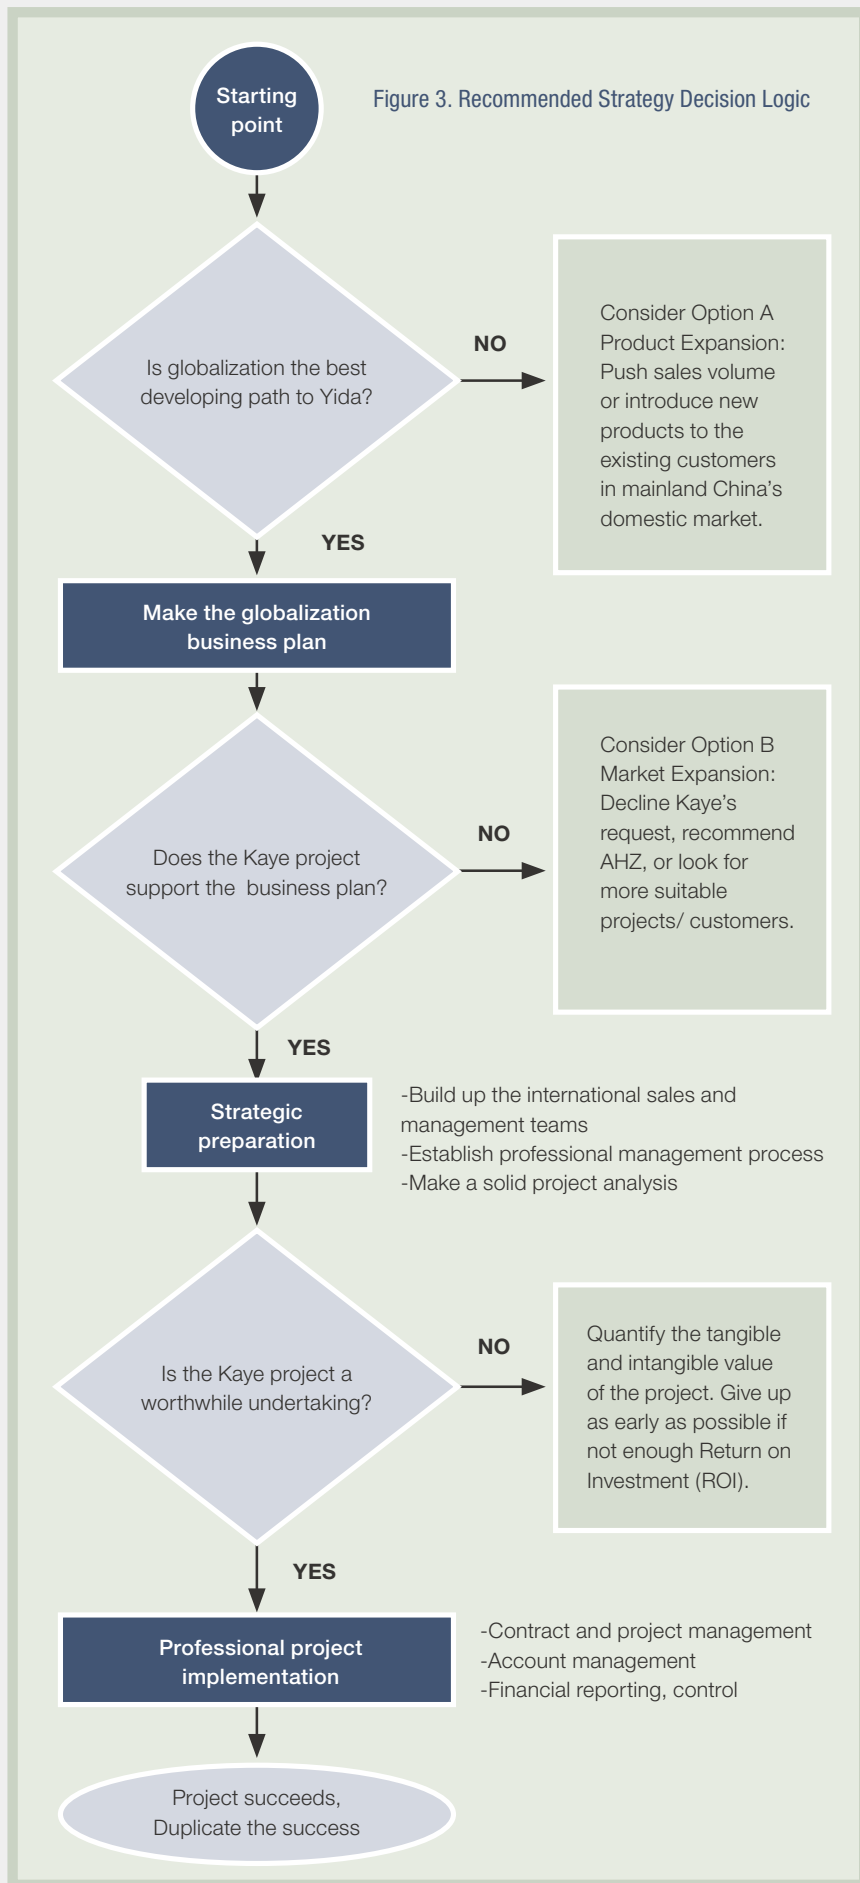 Starting
point
Figure 3. Recommended Strategy Decision Logic
Is globalization the best
developing path to Yida?
NO
Consider Option A
Product Expansion:
Push sales volume
or introduce new
products to the
existing customers
in mainland China’s
domestic market.
YES
Make the globalization
business plan
Does the Kaye project
support the  business plan?
NO
Consider Option B
Market Expansion:
Decline Kaye’s
request, recommend
AHZ, or look for
more suitable
projects/ customers.
YES
Strategic
preparation
-Build up the international sales and
management teams
-Establish professional management process
-Make a solid project analysis
Is the Kaye project a
worthwhile undertaking?
NO
Quantify the tangible
and intangible value
of the project. Give up
as early as possible if
not enough Return on
Investment (ROI).
YES
Professional project
implementation
-Contract and project management
-Account management
-Financial reporting, control
Project succeeds,
Duplicate the success